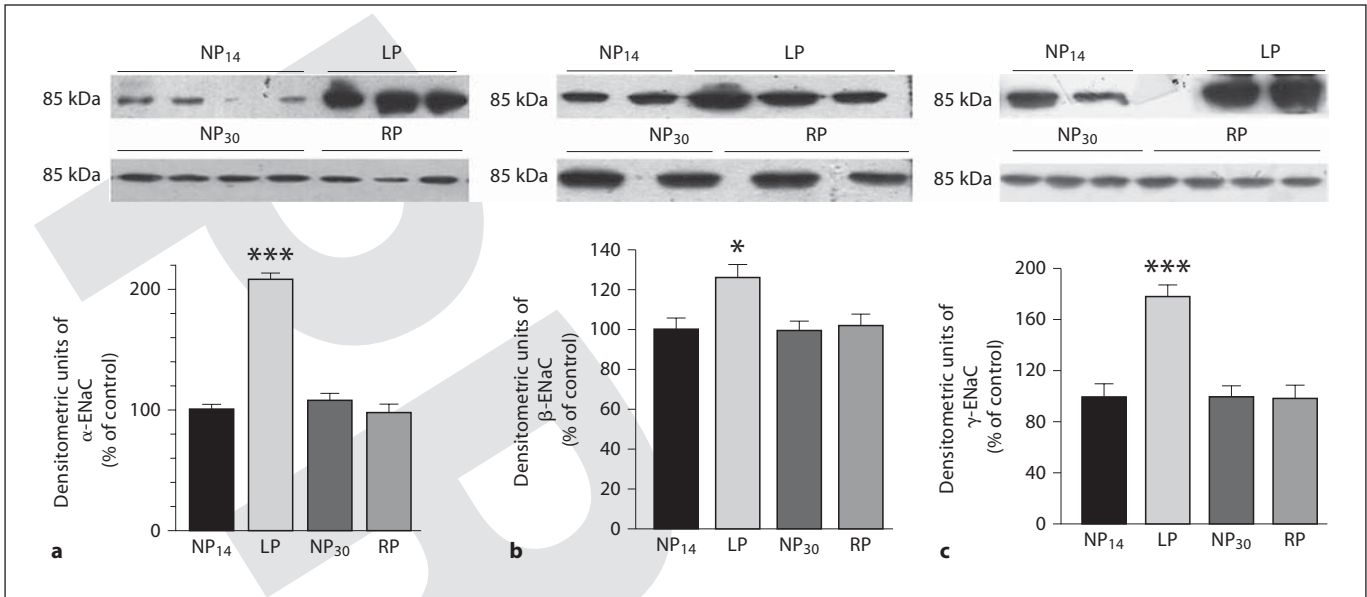 NP14 LP
85 kDa
NP30 RP
85 kDa
***
200
100
0
Densitometric units of
α-ENaC
(% of control)
NP14 LP NP30 RP
a
NP14 LP
85 kDa
NP30 RP
85 kDa
*
140
120
100
80
60
40
20
0
Densitometric units of
β-ENaC
(% of control)
NP14 LP NP30 RP
b
NP14 LP
85 kDa
NP30 RP
85 kDa
***
200
160
120
80
40
0
Densitometric units of
γ-ENaC
(% of control)
NP14 LP NP30 RP
c